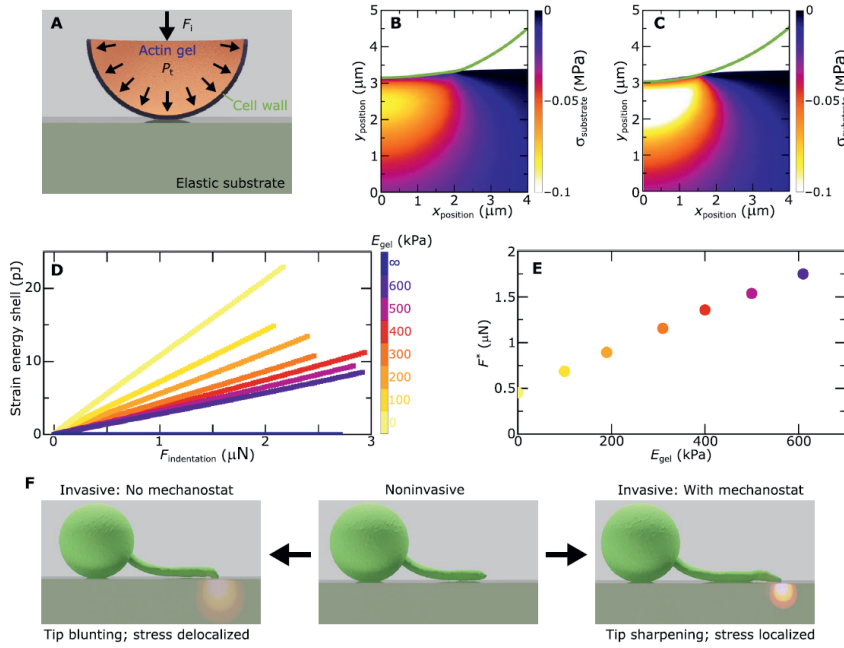 A
F_i
Actin gel
P_t
Cell wall
Elastic substrate
B
5
4
3
2
1
0
y_position (μm)
0 1 2 3 4
x_position (μm)
0
−0.05
−0.1
σ_substrate (MPa)
C
5
4
3
2
1
0
y_position (μm)
0 1 2 3 4
x_position (μm)
0
−0.05
−0.1
σ_substrate (MPa)
D
Strain energy shell (pJ)
20
10
0
0 1 2 3
F_indentation (μN)
E_gel (kPa)
∞
600
500
400
300
200
100
0
E
F* (μN)
2
1.5
1
0.5
0
0 200 400 600
E_gel (kPa)
F
Invasive: No mechanostat
Noninvasive
Invasive: With mechanostat
Tip blunting; stress delocalized
Tip sharpening; stress localized